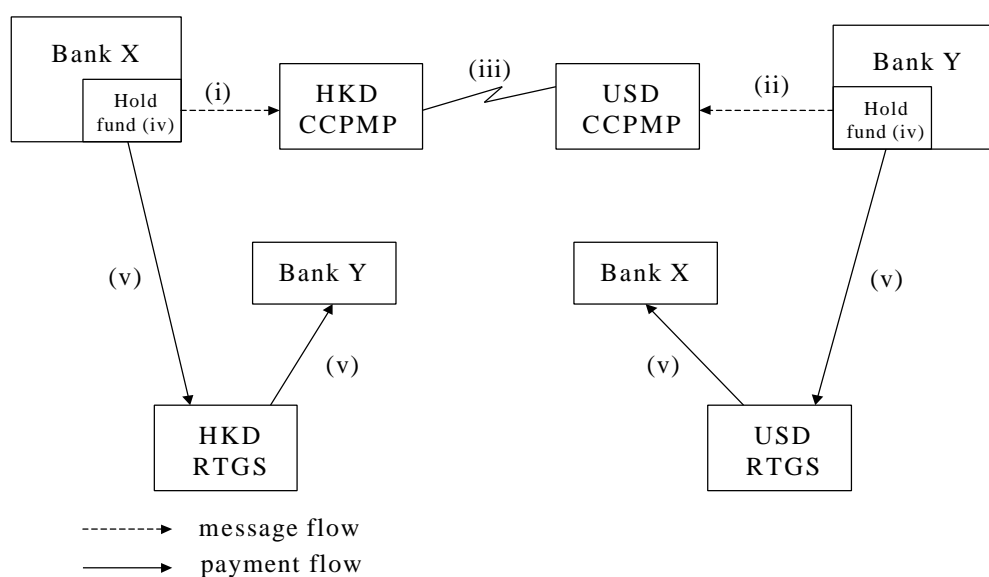 Bank X
Hold
fund (iv)
(i)
HKD
CCPMP
(iii)
USD
CCPMP
(ii)
Bank Y
Hold
fund (iv)
(v)
Bank Y
(v)
HKD
RTGS
Bank X
(v)
(v)
USD
RTGS
message flow
payment flow